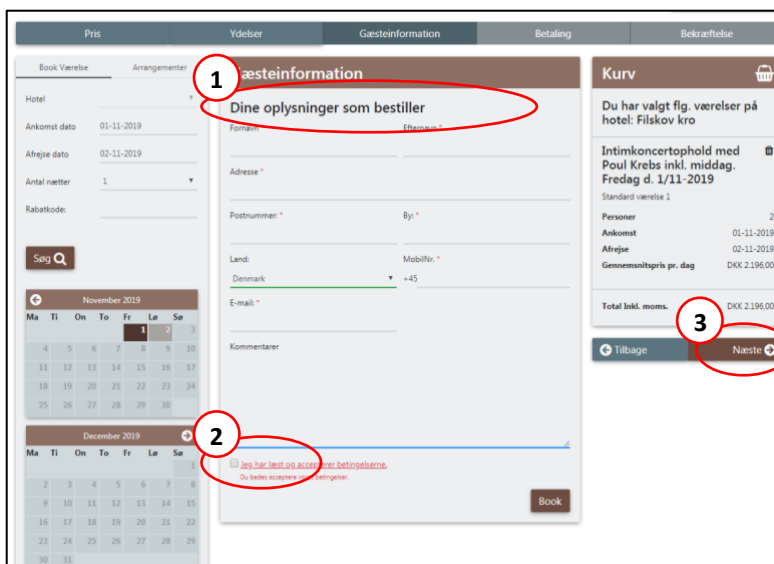 Pris Ydelser Gæsteinformation Betaling Bekræftelse
Book Værelse Arrangementer
Hotel
Ankomst dato 01-11-2019
Afrejse dato 02-11-2019
Antal nætter 1
Rabatkode:
Søg
November 2019
Ma Ti On To Fr Lø Sø
1 2 3
4 5 6 7 8 9 10
11 12 13 14 15 16 17
18 19 20 21 22 23 24
25 26 27 28 29 30
December 2019
Ma Ti On To Fr Lø Sø
1
2 3 4 5 6 7 8
9 10 11 12 13 14 15
16 17 18 19 20 21 22
23 24 25 26 27 28 29
30 31
1
Gæsteinformation
Dine oplysninger som bestiller
Fornavn Efternavn *
Adresse *
Postnummer: * By: *
Land: MobilNr. *
Denmark +45
E-mail: *
Kommentarer
2
Jeg har læst og accepterer betingelserne.
Du bedes acceptere vores betingelser.
Book
Kurv
Du har valgt flg. værelser på
hotel: Filskov kro
Intimkoncertophold med
Poul Krebs inkl. middag.
Fredag d. 1/11-2019
Standard værelse 1
Personer 2
Ankomst 01-11-2019
Afrejse 02-11-2019
Gennemsnitspris pr. dag DKK 2.196,00
Total Inkl. moms. DKK 2.196,00
3
Tilbage Næste